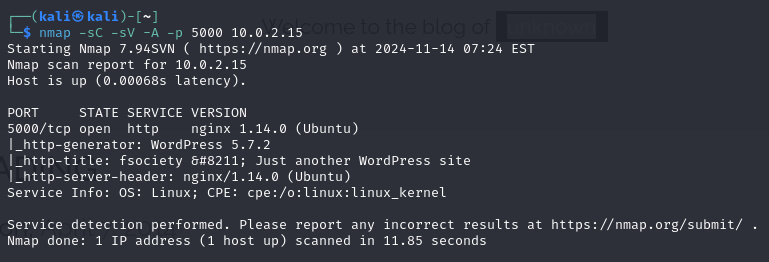 ┌──(kali㉿kali)-[~]
└─$ nmap -sC -sV -A -p 5000 10.0.2.15
Welcome to the blog of
Starting Nmap 7.94SVN ( https://nmap.org ) at 2024-11-14 07:24 EST
Nmap scan report for 10.0.2.15
Host is up (0.00068s latency).
PORT     STATE SERVICE VERSION
5000/tcp open  http    nginx 1.14.0 (Ubuntu)
|_http-generator: WordPress 5.7.2
|_http-title: fsociety &#8211; Just another WordPress site
|_http-server-header: nginx/1.14.0 (Ubuntu)
Service Info: OS: Linux; CPE: cpe:/o:linux:linux_kernel
Service detection performed. Please report any incorrect results at https://nmap.org/submit/ .
Nmap done: 1 IP address (1 host up) scanned in 11.85 seconds